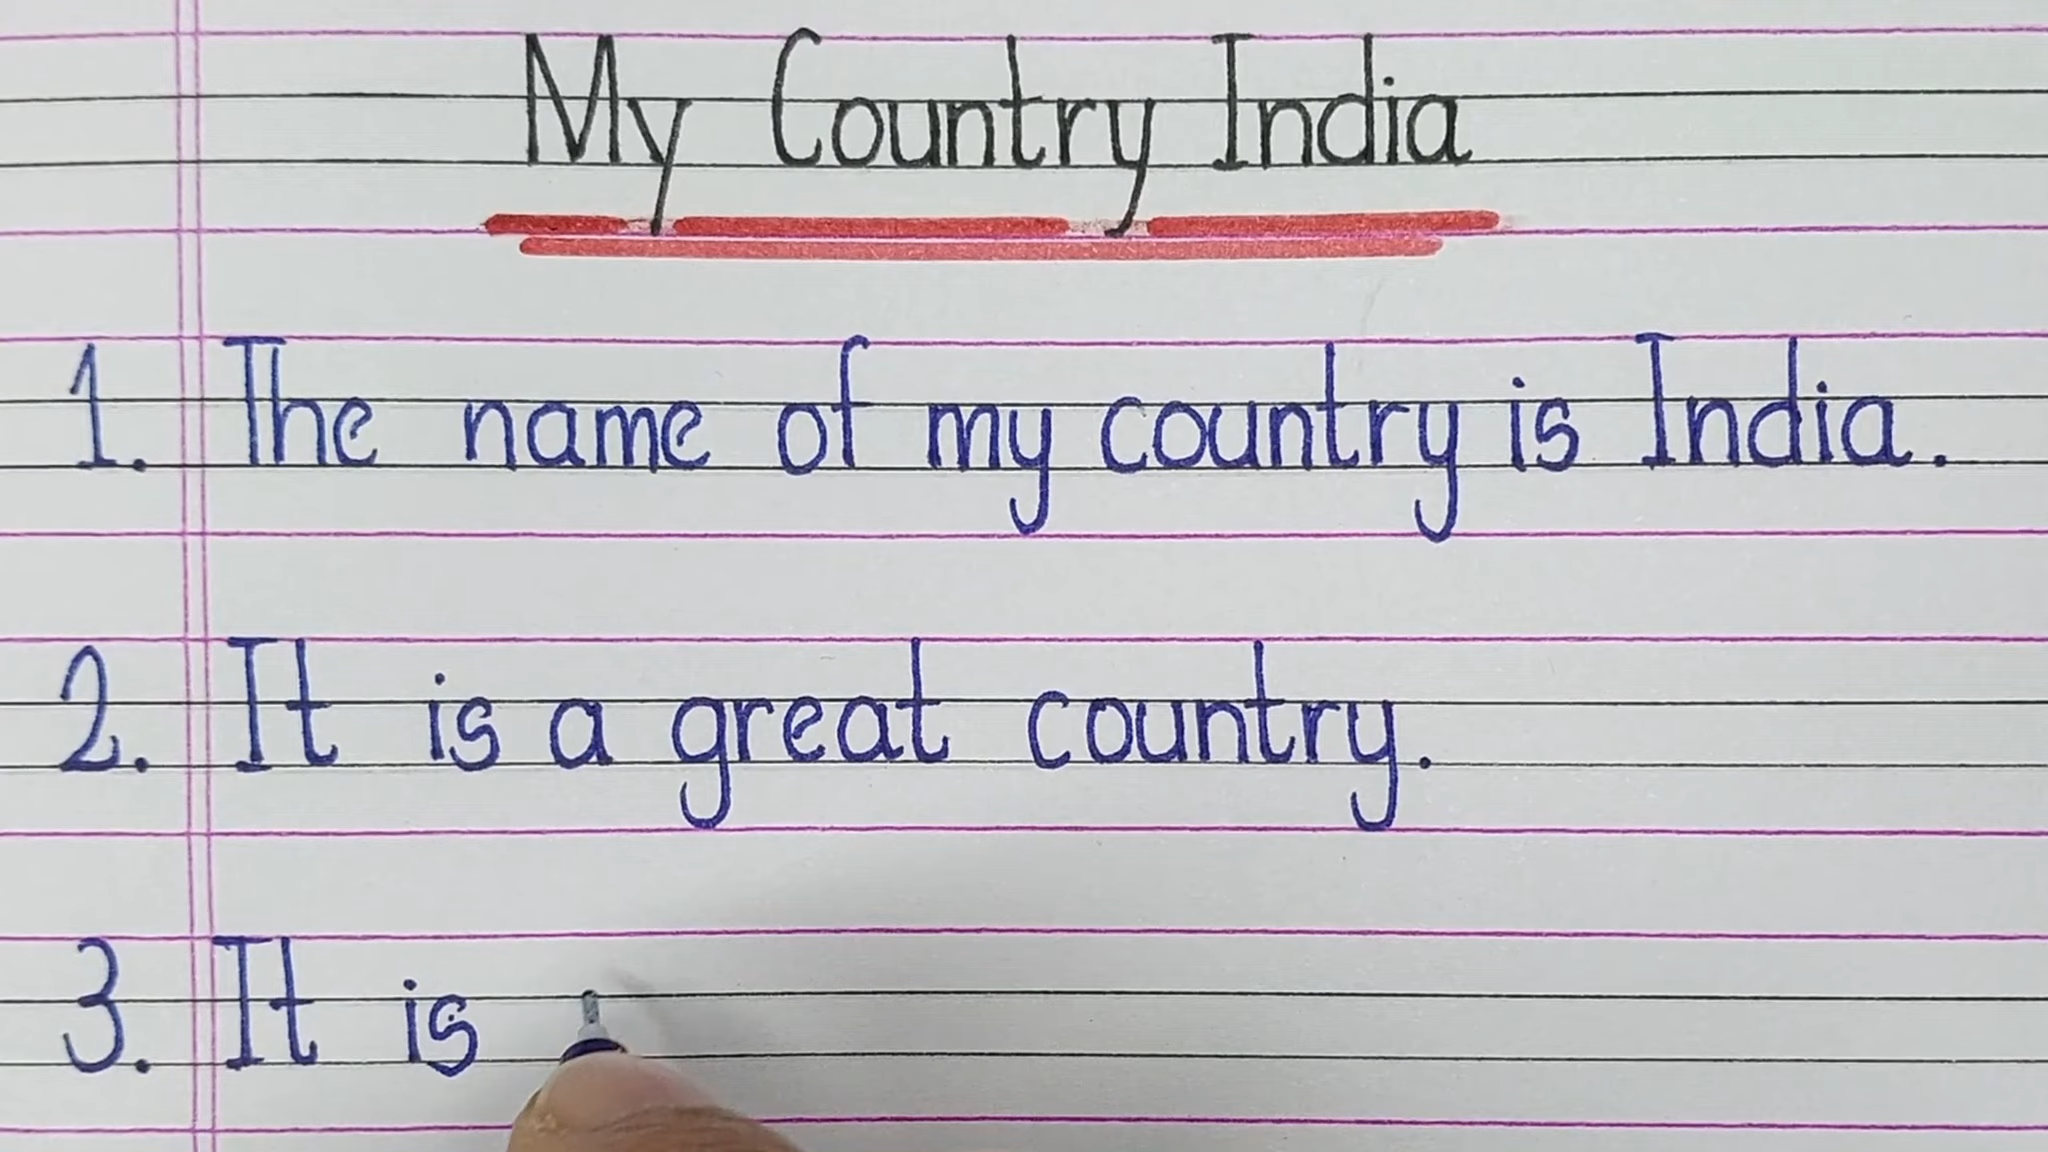 My Country India
1. The name of my country is India.
2. It is a great country.
3. It is